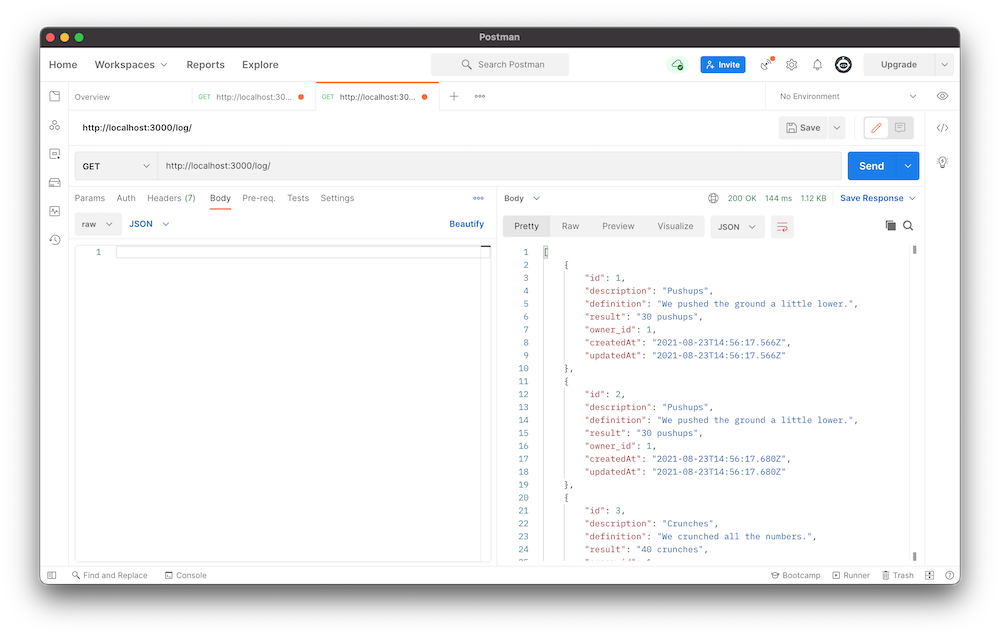 Postman
Home Workspaces Reports Explore Search Postman Invite Upgrade
Overview GET http://localhost:30... GET http://localhost:30... No Environment
http://localhost:3000/log/ Save
GET http://localhost:3000/log/ Send
Params Auth Headers (7) Body Pre-req. Tests Settings
raw JSON Beautify
1
Body 200 OK 144 ms 1.12 KB Save Response
Pretty Raw Preview Visualize JSON
1 [
2 {
3 "id": 1,
4 "description": "Pushups",
5 "definition": "We pushed the ground a little lower.",
6 "result": "30 pushups",
7 "owner_id": 1,
8 "createdAt": "2021-08-23T14:56:17.566Z",
9 "updatedAt": "2021-08-23T14:56:17.566Z"
10 },
11 {
12 "id": 2,
13 "description": "Pushups",
14 "definition": "We pushed the ground a little lower.",
15 "result": "30 pushups",
16 "owner_id": 1,
17 "createdAt": "2021-08-23T14:56:17.680Z",
18 "updatedAt": "2021-08-23T14:56:17.680Z"
19 },
20 {
21 "id": 3,
22 "description": "Crunches",
23 "definition": "We crunched all the numbers.",
24 "result": "40 crunches",
Find and Replace Console Bootcamp Runner Trash